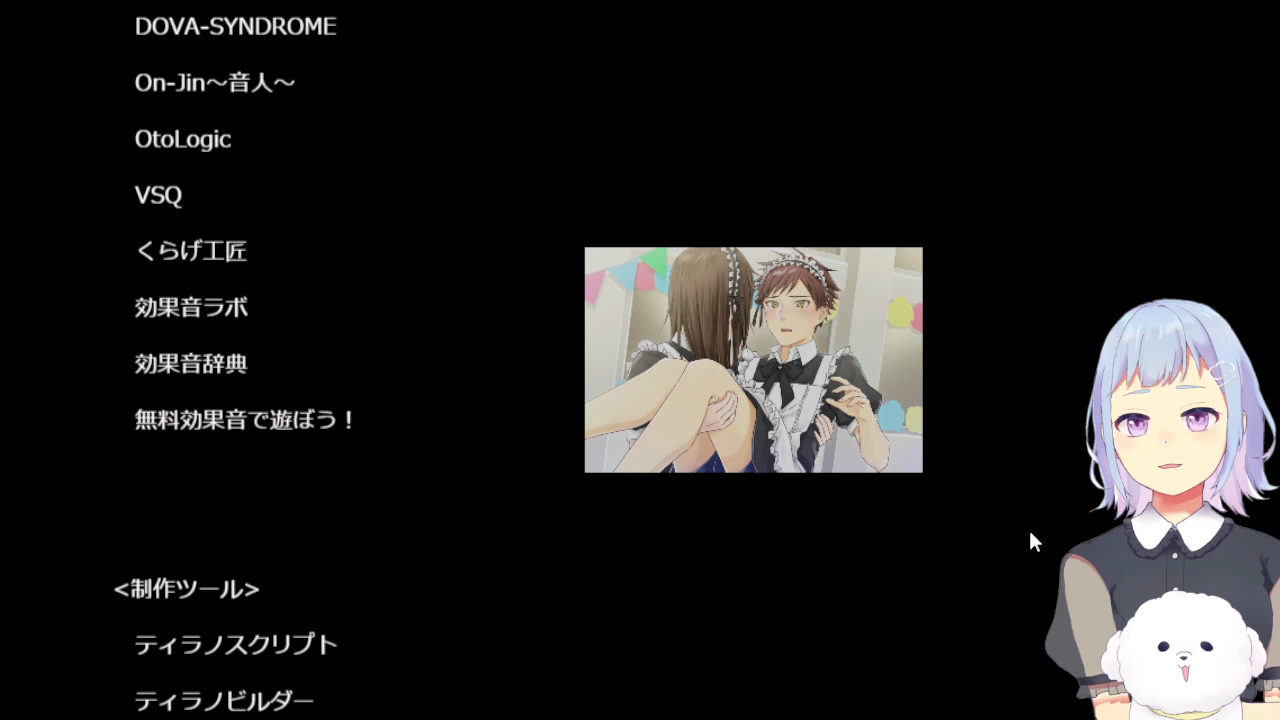 DOVA-SYNDROME
On-Jin～音人～
OtoLogic
VSQ
くらげ工匠
効果音ラボ
効果音辞典
無料効果音で遊ぼう！
<制作ツール>
ティラノスクリプト
ティラノビルダー